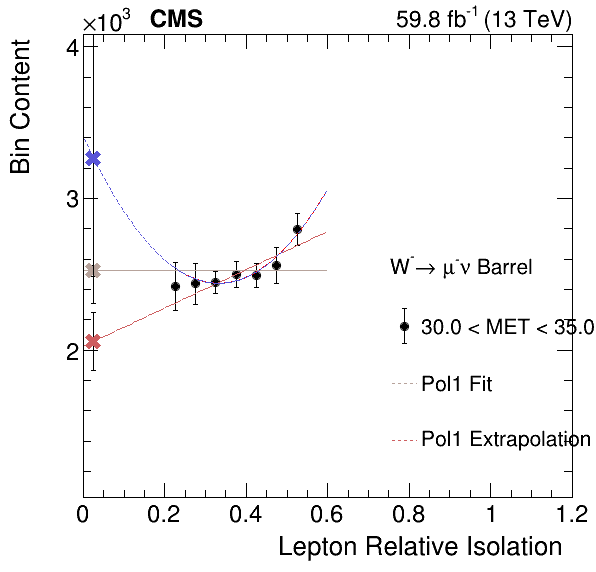 ×10³ CMS 59.8 fb⁻¹ (13 TeV)
Bin Content
4
3
2
W⁻→ μ⁻ν Barrel
30.0 < MET < 35.0
Pol1 Fit
Pol1 Extrapolation
0 0.2 0.4 0.6 0.8 1 1.2
Lepton Relative Isolation